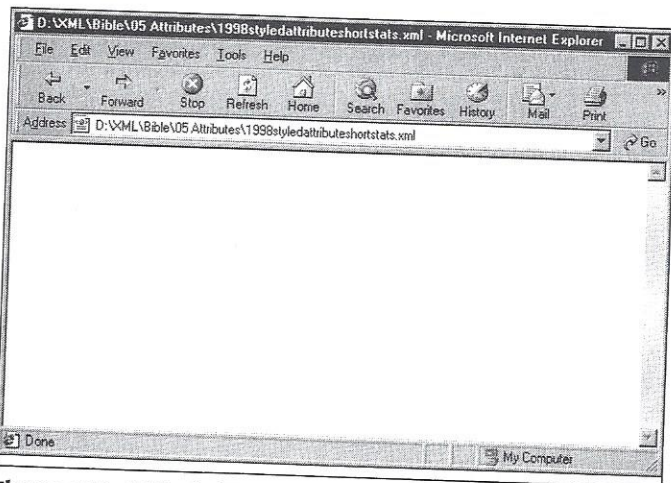 D:\XML\Bible\05 Attributes\1998styledattributeshortstats.xml - Microsoft Internet Explorer
File Edit View Favorites Tools Help
Back Forward Stop Refresh Home Search Favorites History Mail Print »
Address D:\XML\Bible\05 Attributes\1998styledattributeshortstats.xml Go
Done My Computer